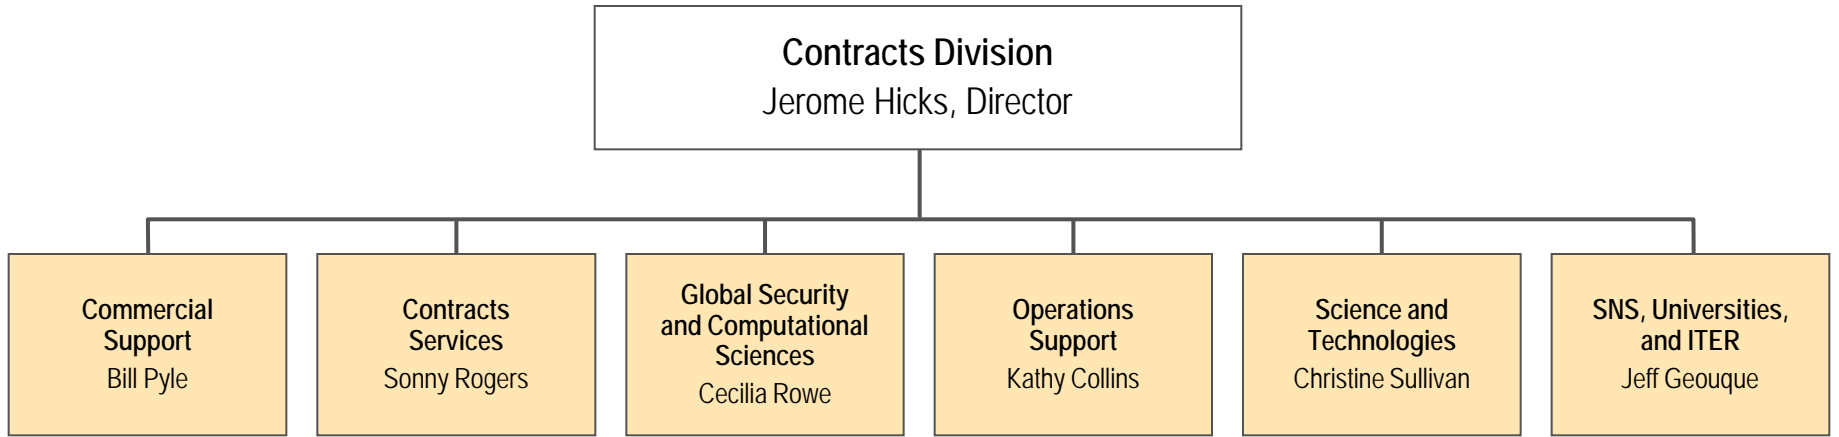 Contracts Division
Jerome Hicks, Director
Commercial
Support
Bill Pyle
Contracts
Services
Sonny Rogers
Global Security
and Computational
Sciences
Cecilia Rowe
Operations
Support
Kathy Collins
Science and
Technologies
Christine Sullivan
SNS, Universities,
and ITER
Jeff Geouque